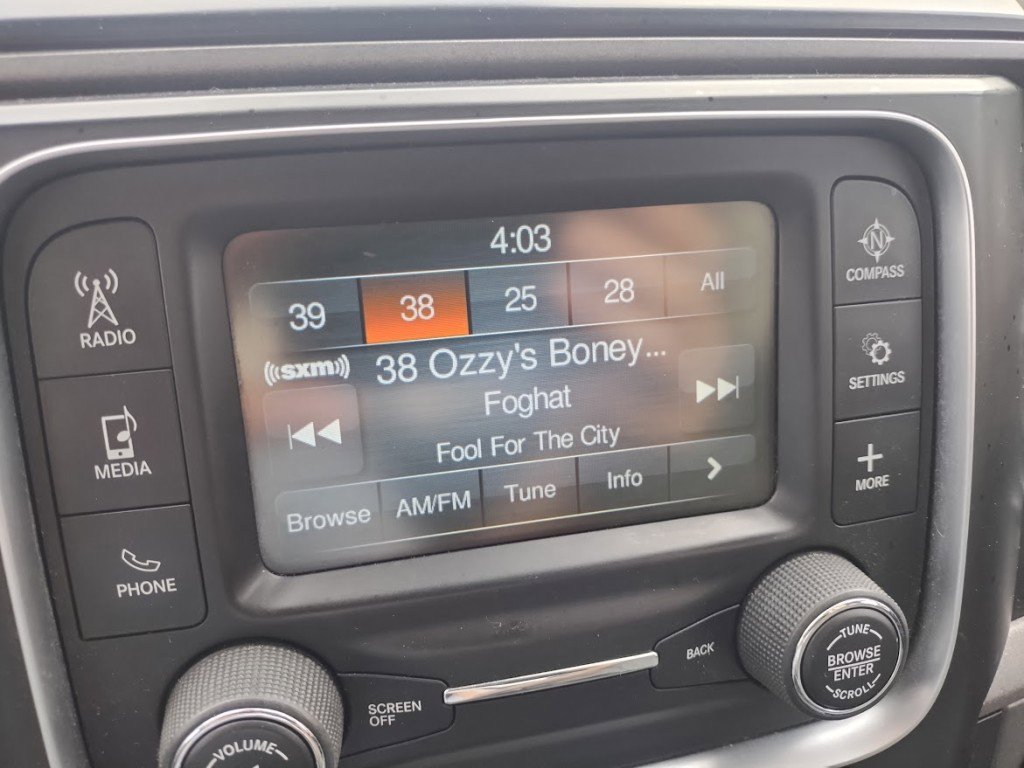 4:03
39 38 25 28 All
((sxm)) 38 Ozzy's Boney...
Foghat
Fool For The City
Browse AM/FM Tune Info
RADIO
MEDIA
PHONE
N
COMPASS
SETTINGS
MORE
VOLUME
SCREEN
OFF
BACK
TUNE
BROWSE
ENTER
SCROLL